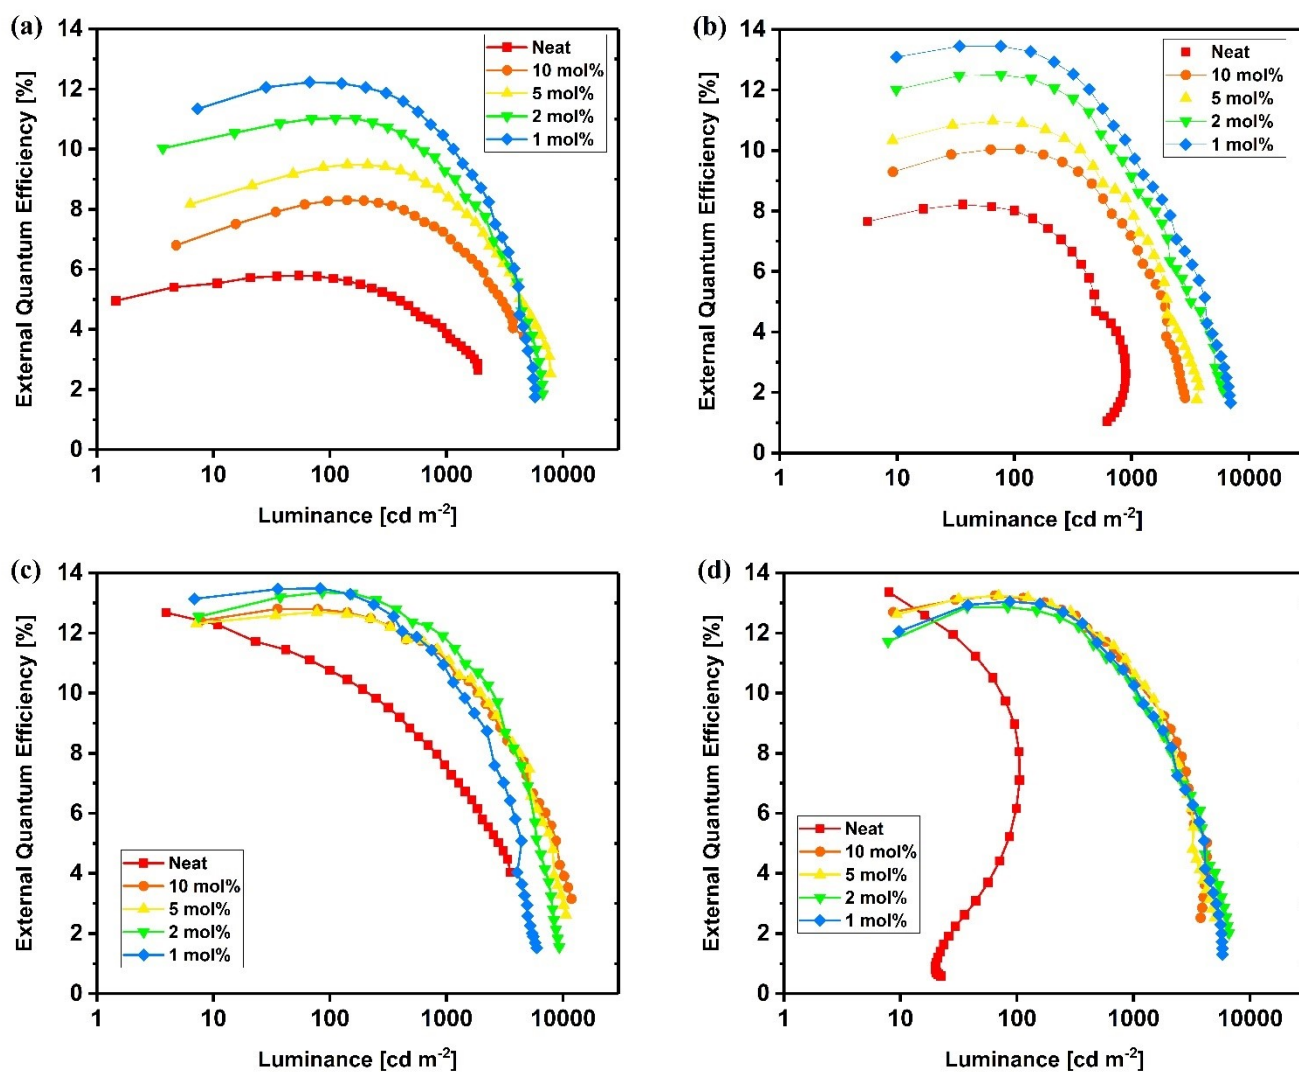 (a)
14
12
10
8
6
4
2
0
External Quantum Efficiency [%]
Neat
10 mol%
5 mol%
2 mol%
1 mol%
1
10
100
1000
10000
Luminance [cd m-2]
(b)
14
12
10
8
6
4
2
0
External Quantum Efficiency [%]
Neat
10 mol%
5 mol%
2 mol%
1 mol%
1
10
100
1000
10000
Luminance [cd m-2]
(c)
14
12
10
8
6
4
2
0
External Quantum Efficiency [%]
Neat
10 mol%
5 mol%
2 mol%
1 mol%
1
10
100
1000
10000
Luminance [cd m-2]
(d)
14
12
10
8
6
4
2
0
External Quantum Efficiency [%]
Neat
10 mol%
5 mol%
2 mol%
1 mol%
1
10
100
1000
10000
Luminance [cd m-2]